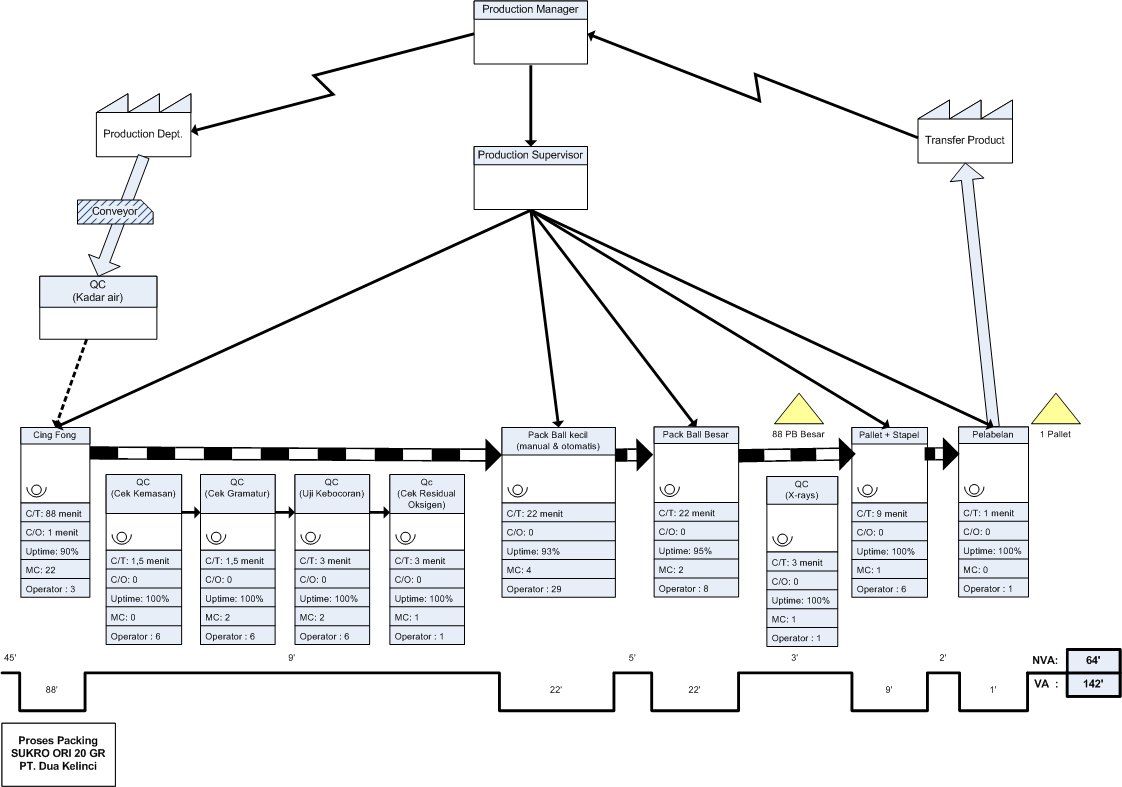 Production Manager
Production Dept.
Transfer Product
Production Supervisor
Conveyor
QC
(Kadar air)
88 PB Besar
1 Pallet
Cing Fong
C/T: 88 menit
C/O: 1 menit
Uptime: 90%
MC: 22
Operator : 3
QC
(Cek Kemasan)
C/T: 1,5 menit
C/O: 0
Uptime: 100%
MC: 0
Operator : 6
QC
(Cek Gramatur)
C/T: 1,5 menit
C/O: 0
Uptime: 100%
MC: 2
Operator : 6
QC
(Uji Kebocoran)
C/T: 3 menit
C/O: 0
Uptime: 100%
MC: 2
Operator : 6
Qc
(Cek Residual
Oksigen)
C/T: 3 menit
C/O: 0
Uptime: 100%
MC: 1
Operator : 1
Pack Ball kecil
(manual & otomatis)
C/T: 22 menit
C/O: 0
Uptime: 93%
MC: 4
Operator : 29
Pack Ball Besar
C/T: 22 menit
C/O: 0
Uptime: 95%
MC: 2
Operator : 8
QC
(X-rays)
C/T: 3 menit
C/O: 0
Uptime: 100%
MC: 1
Operator : 1
Pallet + Stapel
C/T: 9 menit
C/O: 0
Uptime: 100%
MC: 1
Operator : 6
Pelabelan
C/T: 1 menit
C/O: 0
Uptime: 100%
MC: 0
Operator : 1
45' 9' 5' 3' 2'
NVA: 64'
88' 22' 22' 9' 1'
VA : 142'
Proses Packing
SUKRO ORI 20 GR
PT. Dua Kelinci